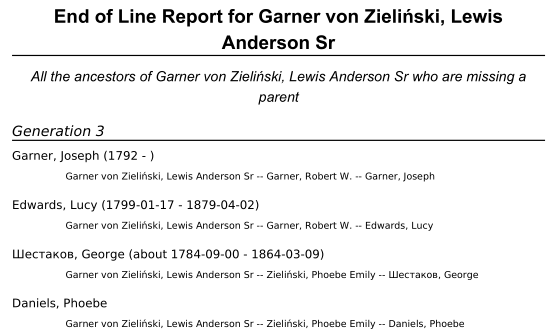 End of Line Report for Garner von Zieliński, Lewis
Anderson Sr
All the ancestors of Garner von Zieliński, Lewis Anderson Sr who are missing a
parent
Generation 3
Garner, Joseph (1792 - )
Garner von Zieliński, Lewis Anderson Sr -- Garner, Robert W. -- Garner, Joseph
Edwards, Lucy (1799-01-17 - 1879-04-02)
Garner von Zieliński, Lewis Anderson Sr -- Garner, Robert W. -- Edwards, Lucy
Шестаков, George (about 1784-09-00 - 1864-03-09)
Garner von Zieliński, Lewis Anderson Sr -- Zieliński, Phoebe Emily -- Шестаков, George
Daniels, Phoebe
Garner von Zieliński, Lewis Anderson Sr -- Zieliński, Phoebe Emily -- Daniels, Phoebe